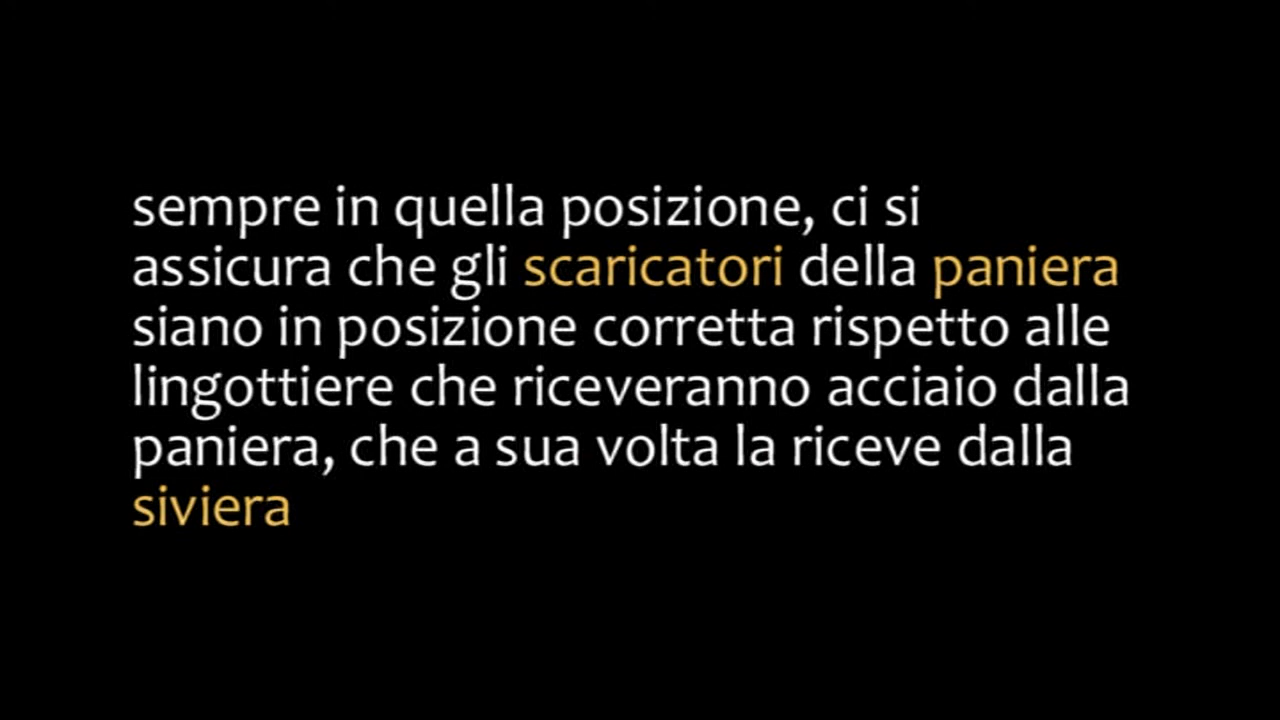 sempre in quella posizione, ci si
assicura che gli scaricatori della paniera
siano in posizione corretta rispetto alle
lingottiere che riceveranno acciaio dalla
paniera, che a sua volta la riceve dalla
siviera